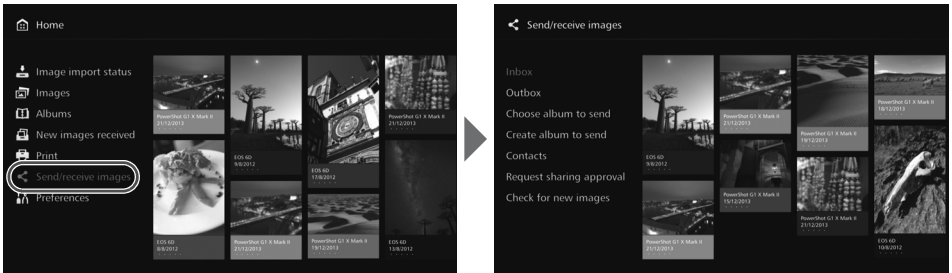 Home
Image import status
Images
Albums
New images received
Print
Send/receive images
Preferences
PowerShot G1 X Mark II
21/12/2013
EOS 6D
8/8/2012
EOS 6D
9/8/2012
PowerShot G1 X Mark II
21/12/2013
EOS 6D
17/8/2012
PowerShot G1 X Mark II
19/12/2013
PowerShot G1 X Mark II
21/12/2013
EOS 6D
13/8/2012
Send/receive images
Inbox
Outbox
Choose album to send
Create album to send
Contacts
Request sharing approval
Check for new images
EOS 6D
9/8/2012
PowerShot G1 X Mark II
21/12/2013
PowerShot G1 X Mark II
21/12/2013
PowerShot G1 X Mark II
15/12/2013
PowerShot G1 X Mark II
19/12/2013
PowerShot G1 X Mark II
21/12/2013
PowerShot G1 X Mark II
19/12/2013
EOS 6D
10/8/2012